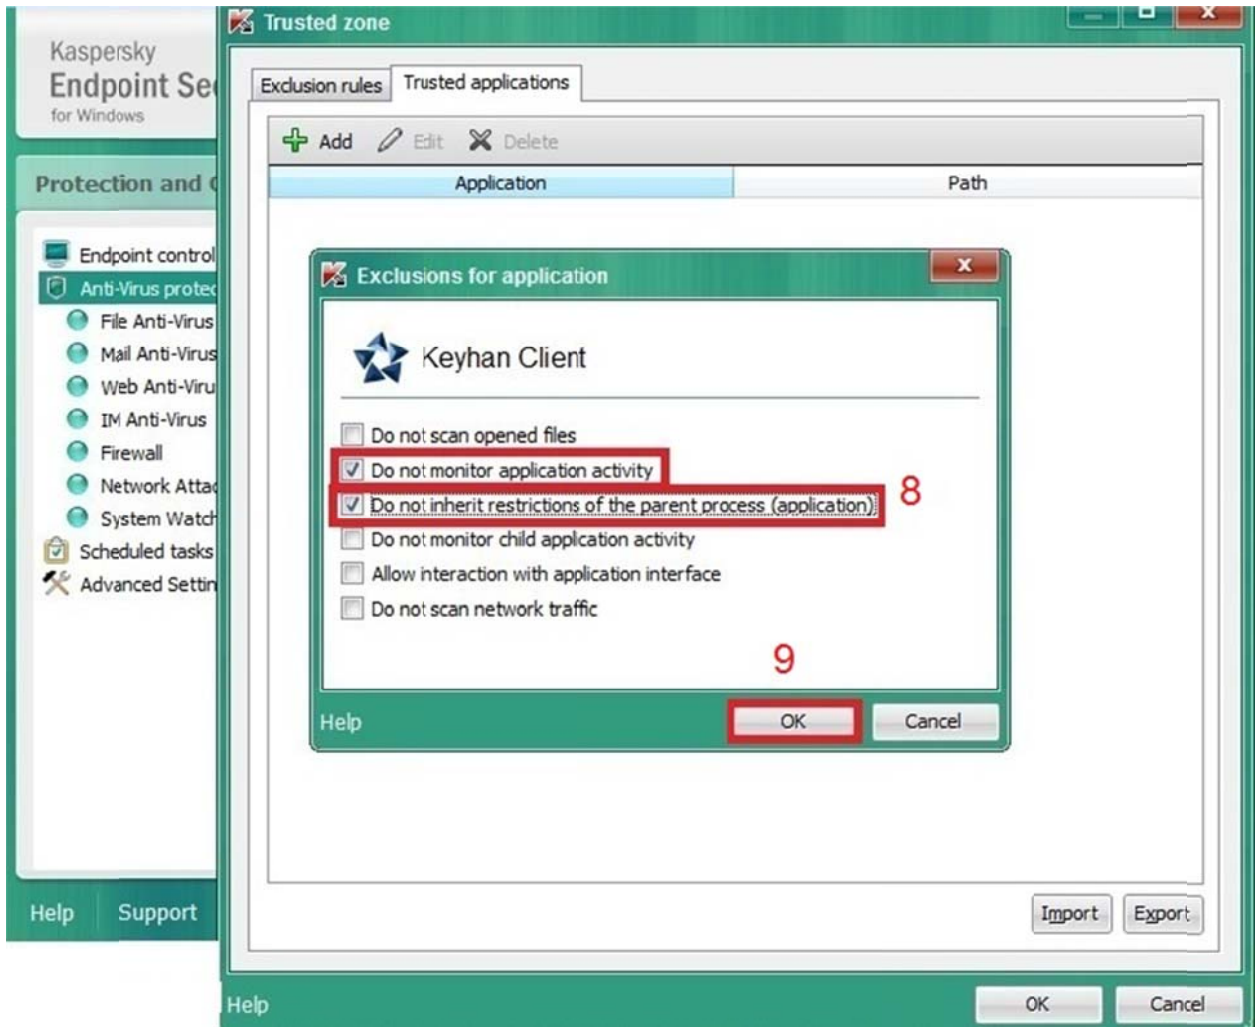 Trusted zone
Kaspersky
Endpoint Sec
for Windows
Exclusion rules
Trusted applications
Add
Edit
Delete
Protection and
Application
Path
Endpoint control
Anti-Virus protec
File Anti-Virus
Mail Anti-Virus
Web Anti-Viru
IM Anti-Virus
Firewall
Network Attac
System Watch
Scheduled tasks
Advanced Settin
Exclusions for application
Keyhan Client
Do not scan opened files
Do not monitor application activity
Do not inherit restrictions of the parent process (application)
8
Do not monitor child application activity
Allow interaction with application interface
Do not scan network traffic
9
Help
OK
Cancel
Help
Support
Import
Export
Help
OK
Cancel